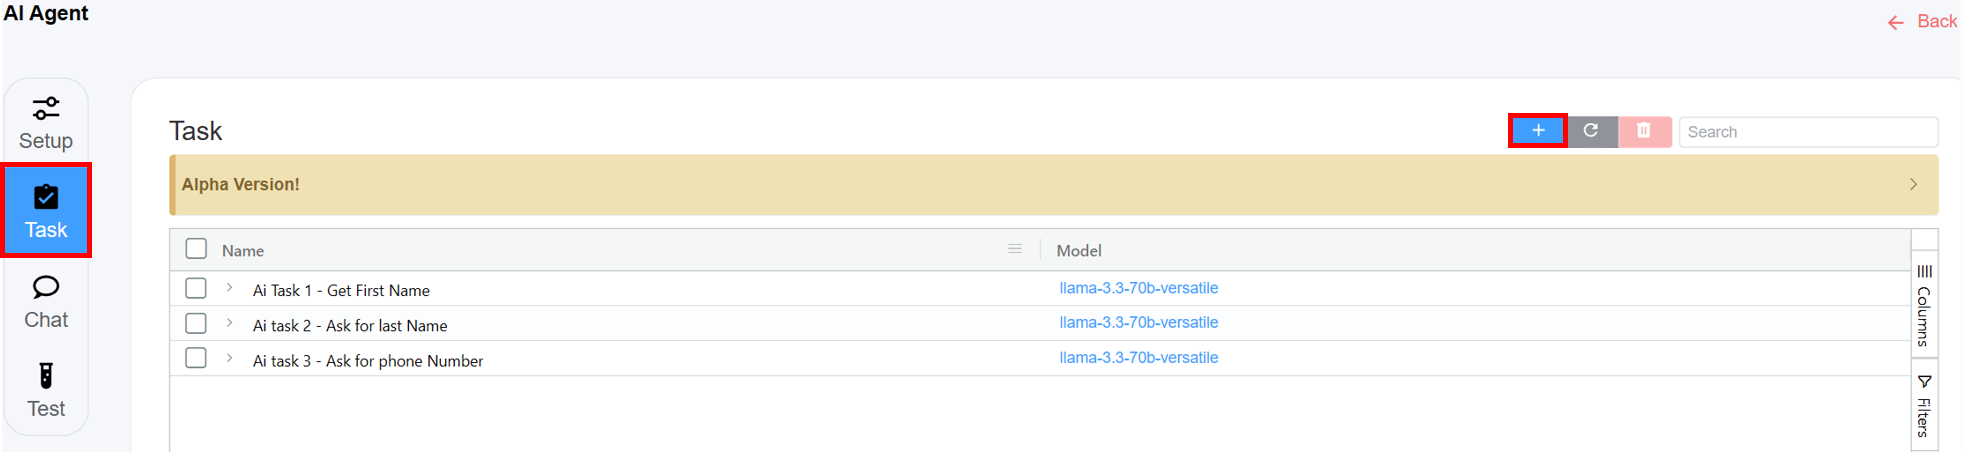 AI Agent
Back
Setup
Task
Chat
Test
Task
Search
Alpha Version!
Name Model
Ai Task 1 - Get First Name llama-3.3-70b-versatile
Ai task 2 - Ask for last Name llama-3.3-70b-versatile
Ai task 3 - Ask for phone Number llama-3.3-70b-versatile
Columns
Filters